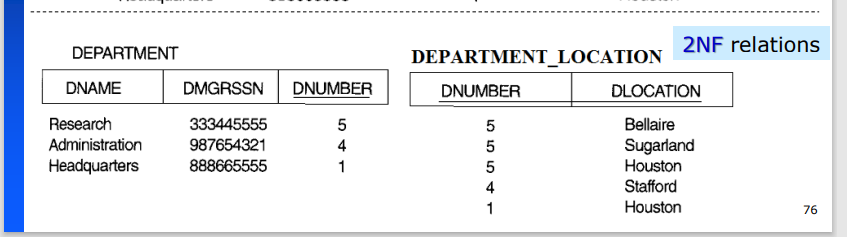 2NF relations
DEPARTMENT
DNAME DMGRSSN DNUMBER
Research 333445555 5
Administration 987654321 4
Headquarters 888665555 1
DEPARTMENT_LOCATION
DNUMBER DLOCATION
5 Bellaire
5 Sugarland
5 Houston
4 Stafford
1 Houston
76